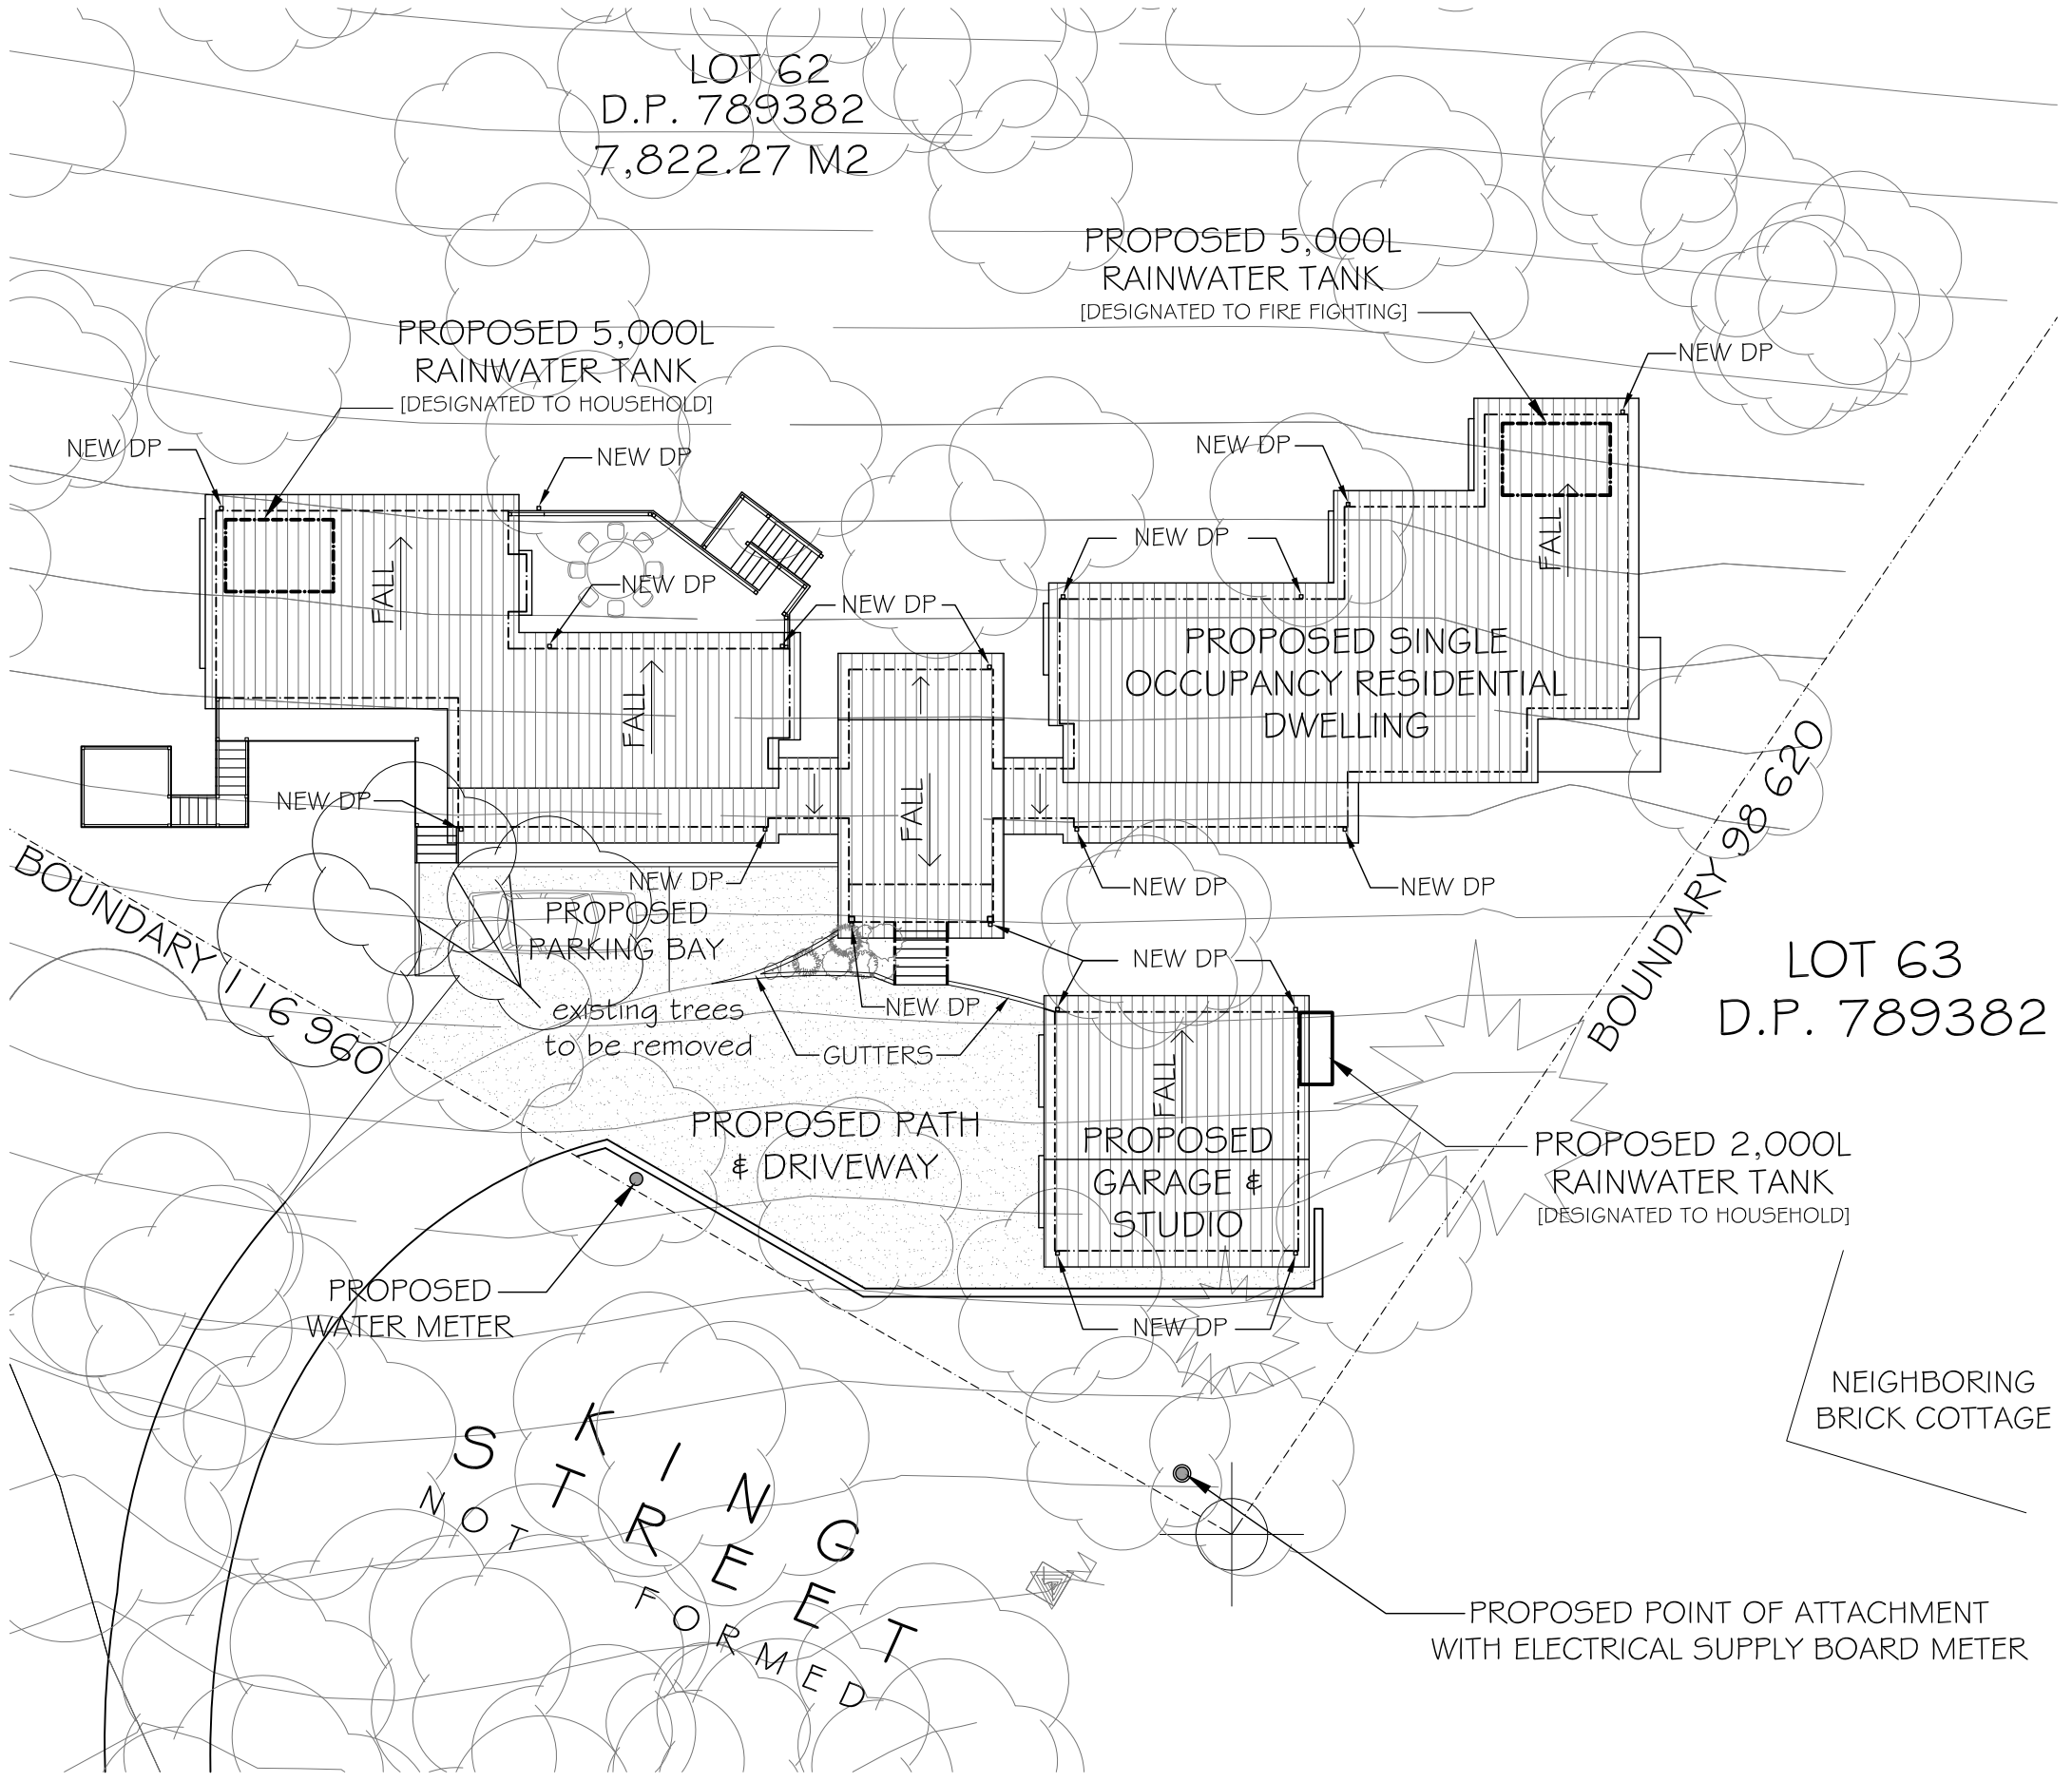 LOT 62
D.P. 789382
7,822.27 M2
PROPOSED 5,000L
RAINWATER TANK
[DESIGNATED TO FIRE FIGHTING]
PROPOSED 5,000L
RAINWATER TANK
[DESIGNATED TO HOUSEHOLD]
NEW DP
NEW DP
NEW DP
NEW DP
NEW DP
FALL
NEW DP
FALL
NEW DP
FALL
PROPOSED SINGLE
OCCUPANCY RESIDENTIAL
DWELLING
FALL
FALL
NEW DP
BOUNDARY 98 620
BOUNDARY 116 960
NEW DP
NEW DP
NEW DP
PROPOSED
PARKING BAY
NEW DP
LOT 63
D.P. 789382
existing trees
to be removed
NEW DP
GUTTERS
FALL
PROPOSED PATH
& DRIVEWAY
PROPOSED
GARAGE &
STUDIO
PROPOSED 2,000L
RAINWATER TANK
[DESIGNATED TO HOUSEHOLD]
PROPOSED
WATER METER
NEW DP
NEIGHBORING
BRICK COTTAGE
KING
STREET
NOT FORMED
PROPOSED POINT OF ATTACHMENT
WITH ELECTRICAL SUPPLY BOARD METER